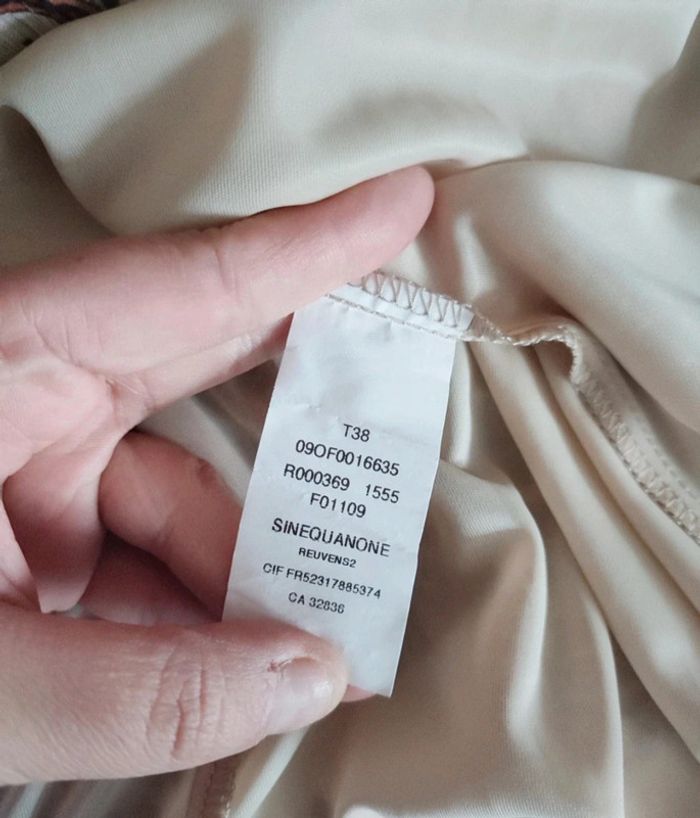 T38
09OF0016635
R000369 1555
F01109
SINEQUANONE
REUVENS2
CIF FR52317885374
CA 32836